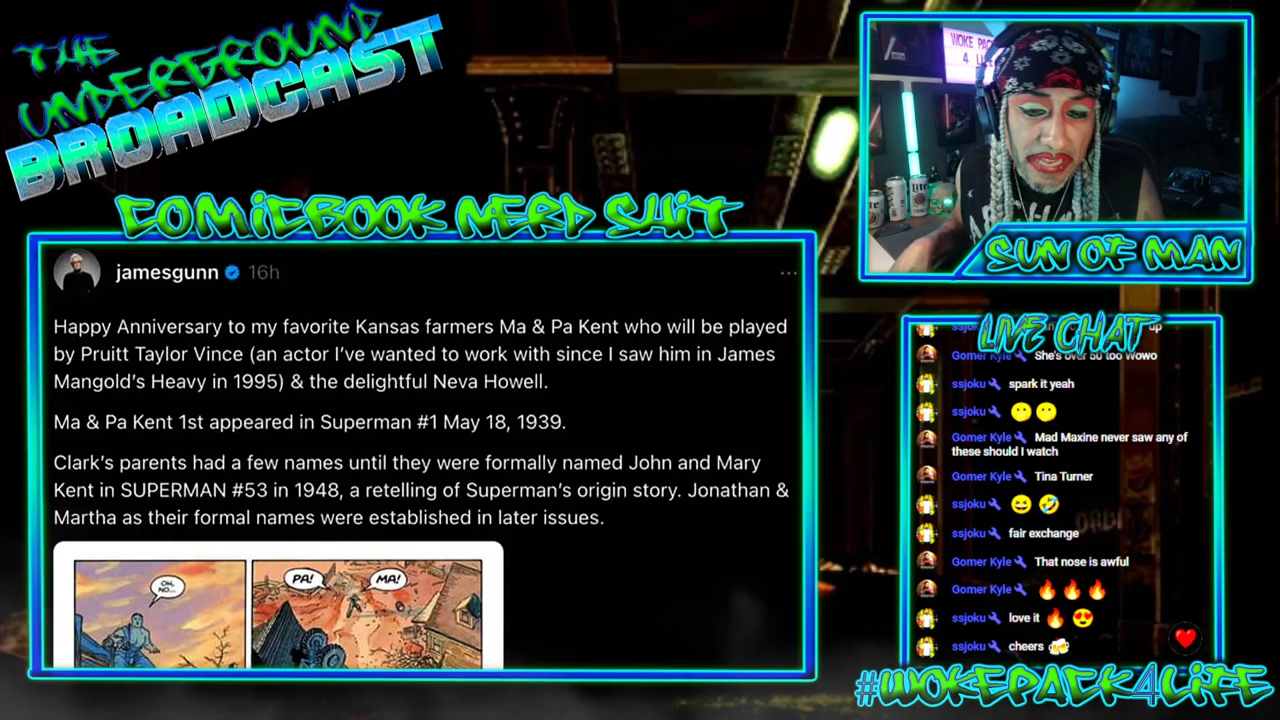 THE
UNDERGROUND
BROADCAST
WOKE PAC
4 LI
COMICBOOK NERD SHIT
SUN OF MAN
jamesgunn 16h
Happy Anniversary to my favorite Kansas farmers Ma & Pa Kent who will be played
by Pruitt Taylor Vince (an actor I've wanted to work with since I saw him in James
Mangold's Heavy in 1995) & the delightful Neva Howell.
Ma & Pa Kent 1st appeared in Superman #1 May 18, 1939.
Clark's parents had a few names until they were formally named John and Mary
Kent in SUPERMAN #53 in 1948, a retelling of Superman's origin story. Jonathan &
Martha as their formal names were established in later issues.
OH,
NO...
PA!
MA!
LIVE CHAT
up
Gomer Kyle She's over 50 too Wowo
ssjoku spark it yeah
ssjoku 😶 😶
Gomer Kyle Mad Maxine never saw any of
these should I watch
Gomer Kyle Tina Turner
ssjoku 😆 🤣
ssjoku fair exchange
Gomer Kyle That nose is awful
Gomer Kyle 🔥 🔥 🔥
ssjoku love it 🔥 😍
ssjoku cheers 🍻
#WOKEPACK4LIFE